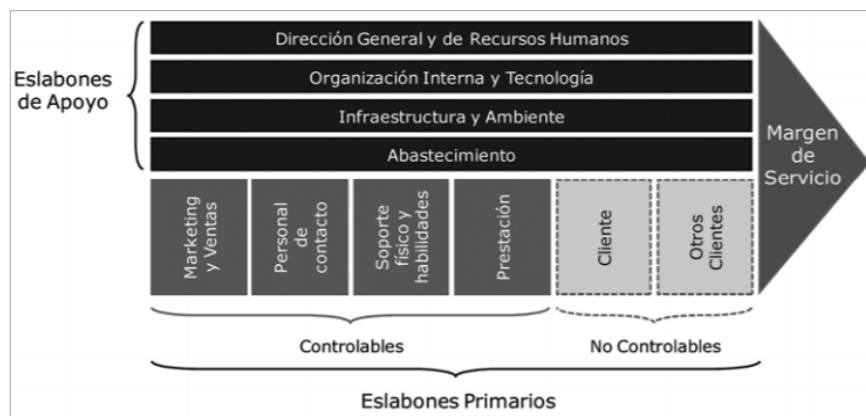 Eslabones
de Apoyo
Dirección General y de Recursos Humanos
Organización Interna y Tecnología
Infraestructura y Ambiente
Abastecimiento
Marketing
y Ventas
Personal
de
contacto
Soporte
físico y
habilidades
Prestación
Cliente
Otros
Clientes
Margen
de
Servicio
Controlables
No Controlables
Eslabones Primarios